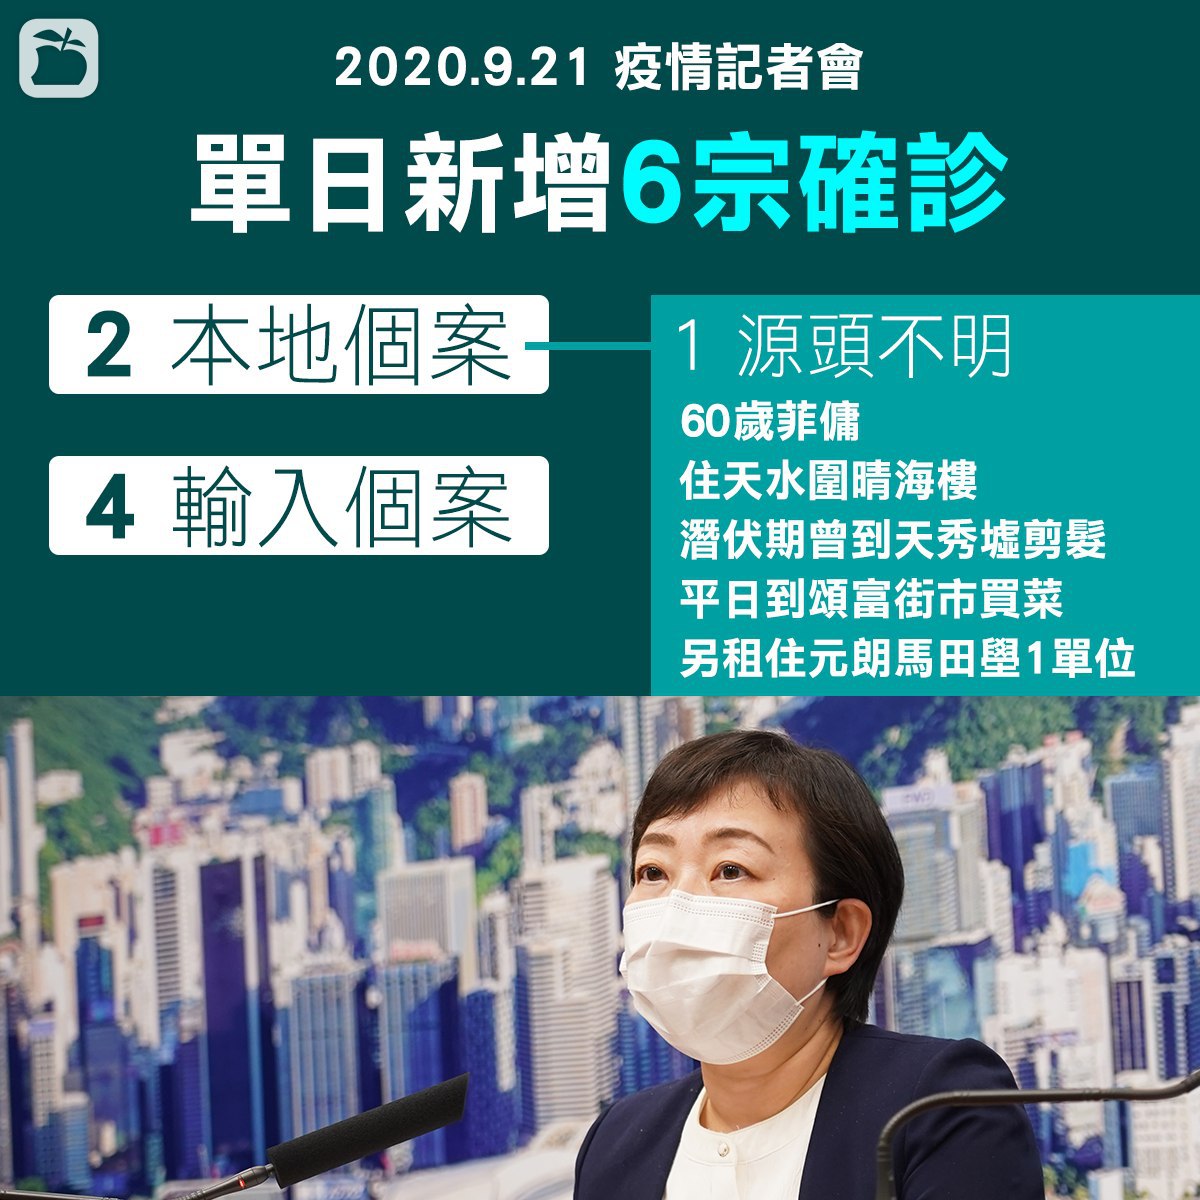 2020.9.21 疫情記者會
單日新增6宗確診
2 本地個案
1 源頭不明
60歲菲傭
住天水圍晴海樓
潛伏期曾到天秀墟剪髮
平日到頌富街市買菜
另租住元朗馬田壆1單位
4 輸入個案